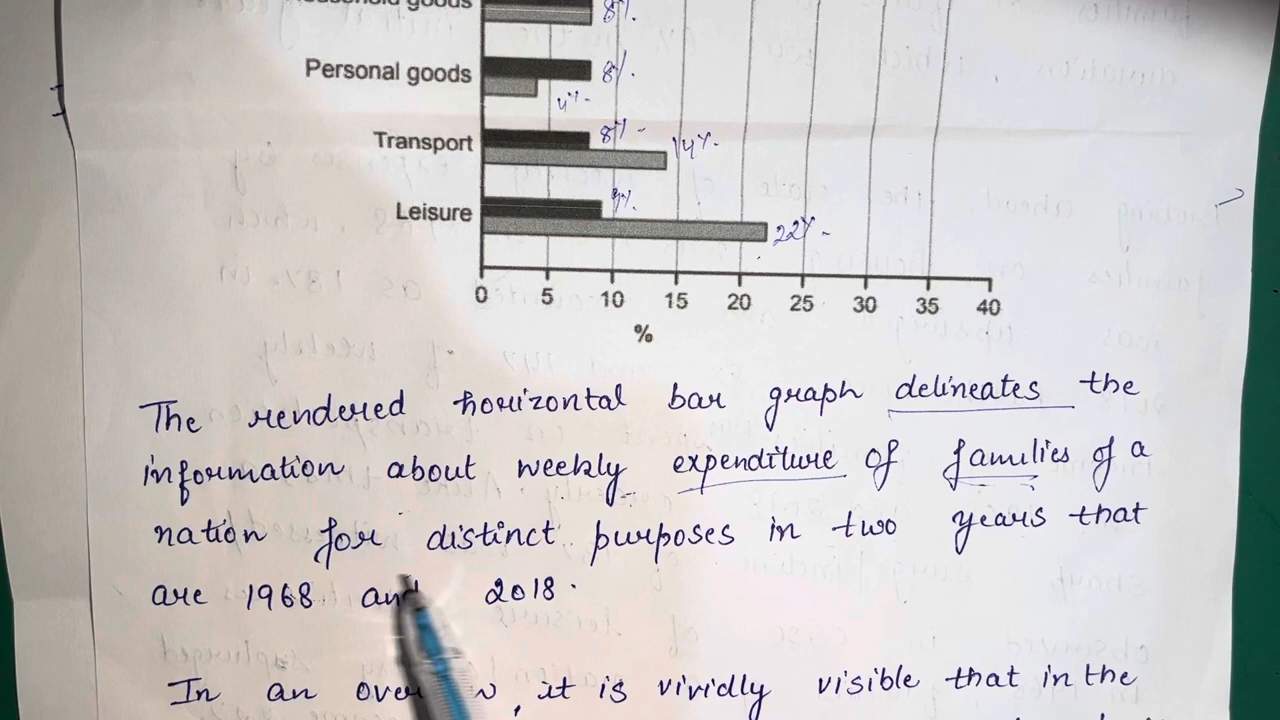 8%.
Personal goods 8%.
4%-
Transport 8%-
14%.
Leisure 9%.
22%-
0 5 10 15 20 25 30 35 40
%
The rendered horizontal bar graph delineates the
information about weekly expenditure of families of a
nation for distinct purposes in two years that
are 1968 and 2018.
In an , it is vividly visible that in the